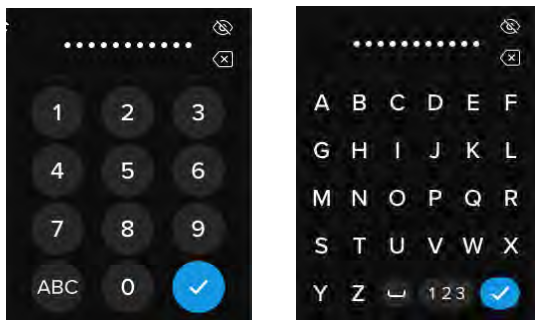 1 2 3
4 5 6
7 8 9
ABC 0
A B C D E F
G H I J K L
M N O P Q R
S T U V W X
Y Z 123